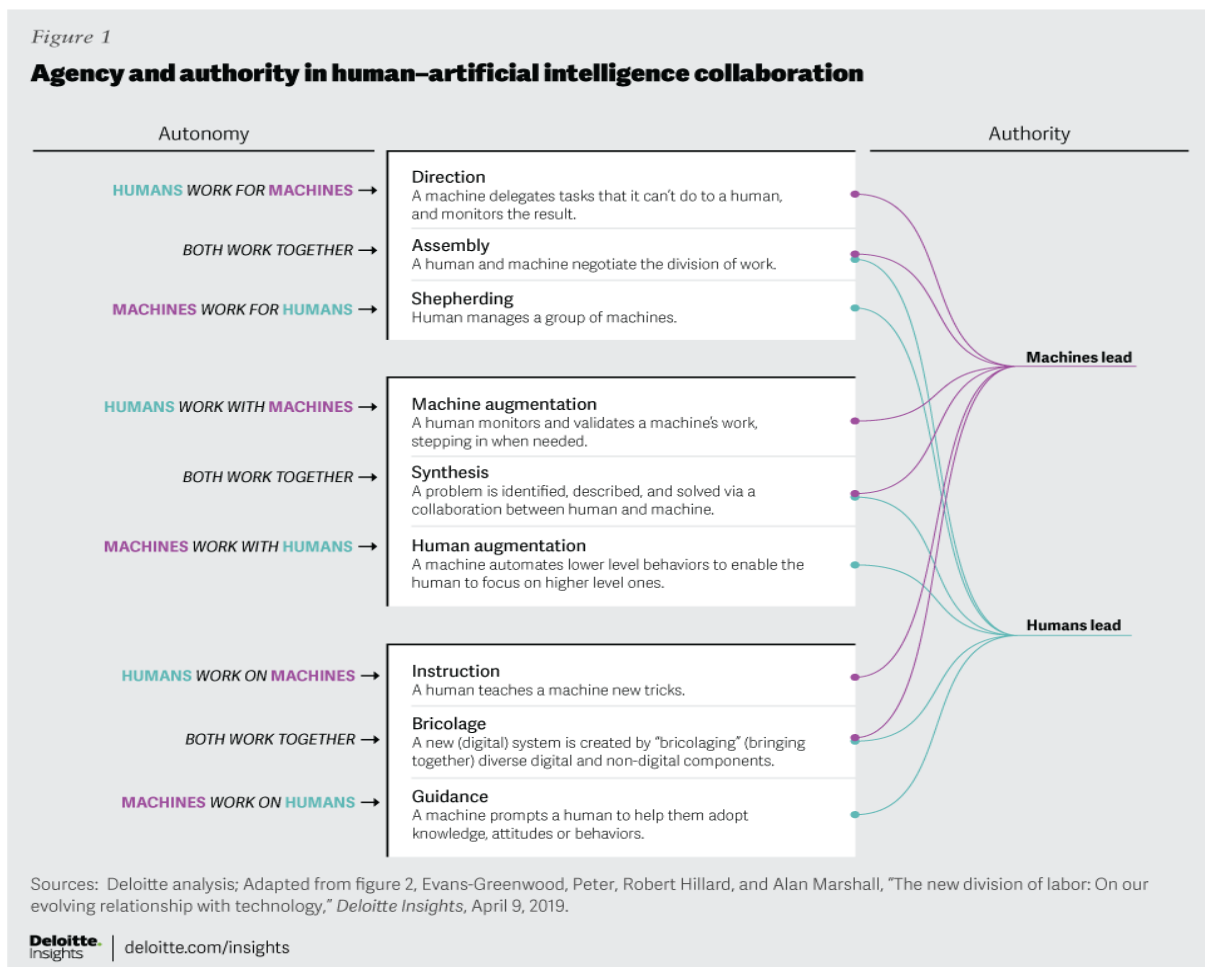 Figure 1
Agency and authority in human–artificial intelligence collaboration
Autonomy
Authority
HUMANS WORK FOR MACHINES →
Direction
A machine delegates tasks that it can't do to a human,
and monitors the result.
BOTH WORK TOGETHER →
Assembly
A human and machine negotiate the division of work.
MACHINES WORK FOR HUMANS →
Shepherding
Human manages a group of machines.
Machines lead
HUMANS WORK WITH MACHINES →
Machine augmentation
A human monitors and validates a machine's work,
stepping in when needed.
BOTH WORK TOGETHER →
Synthesis
A problem is identified, described, and solved via a
collaboration between human and machine.
MACHINES WORK WITH HUMANS →
Human augmentation
A machine automates lower level behaviors to enable the
human to focus on higher level ones.
Humans lead
HUMANS WORK ON MACHINES →
Instruction
A human teaches a machine new tricks.
BOTH WORK TOGETHER →
Bricolage
A new (digital) system is created by “bricolaging” (bringing
together) diverse digital and non-digital components.
MACHINES WORK ON HUMANS →
Guidance
A machine prompts a human to help them adopt
knowledge, attitudes or behaviors.
Sources: Deloitte analysis; Adapted from figure 2, Evans-Greenwood, Peter, Robert Hillard, and Alan Marshall, “The new division of labor: On our
evolving relationship with technology,” Deloitte Insights, April 9, 2019.
Deloitte.
Insights
deloitte.com/insights